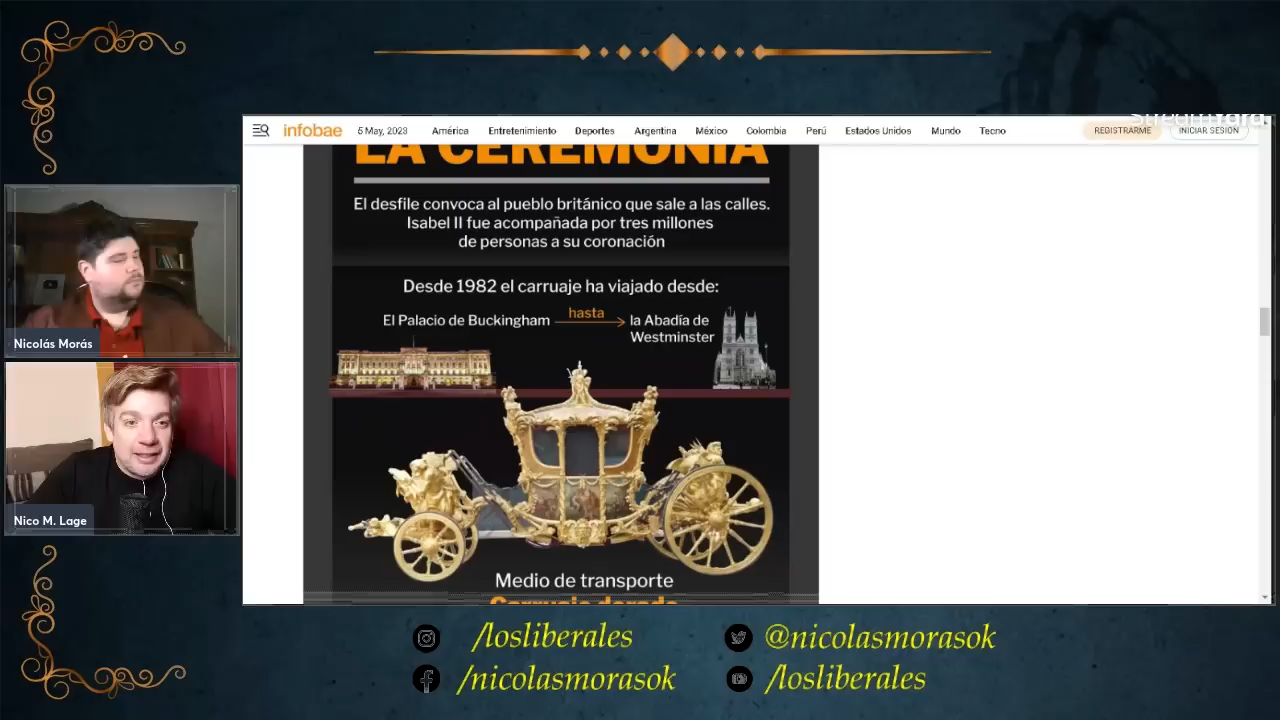 StreamYard
infobae
5 May, 2023
América
Entretenimiento
Deportes
Argentina
México
Colombia
Perú
Estados Unidos
Mundo
Tecno
REGISTRARME
INICIAR SESIÓN
LA CEREMONIA
El desfile convoca al pueblo británico que sale a las calles.
Isabel II fue acompañada por tres millones
de personas a su coronación
Desde 1982 el carruaje ha viajado desde:
El Palacio de Buckingham
hasta
la Abadía de
Westminster
Medio de transporte
Carruaje dorado
Nicolás Morás
Nico M. Lage
/losliberales
@nicolasmorasok
/nicolasmorasok
/losliberales